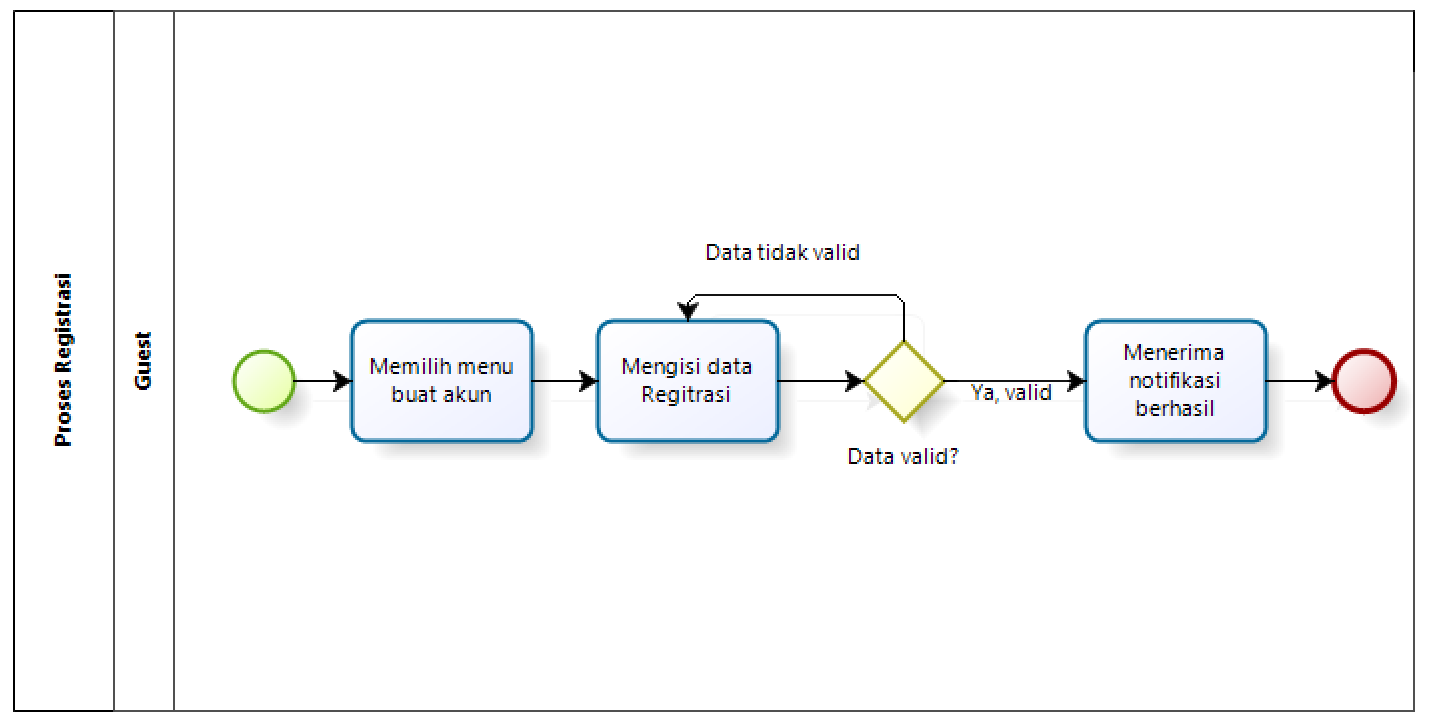 Proses Registrasi
Guest
Data tidak valid
Memilih menu
buat akun
Mengisi data
Regitrasi
Data valid?
Ya, valid
Menerima
notifikasi
berhasil